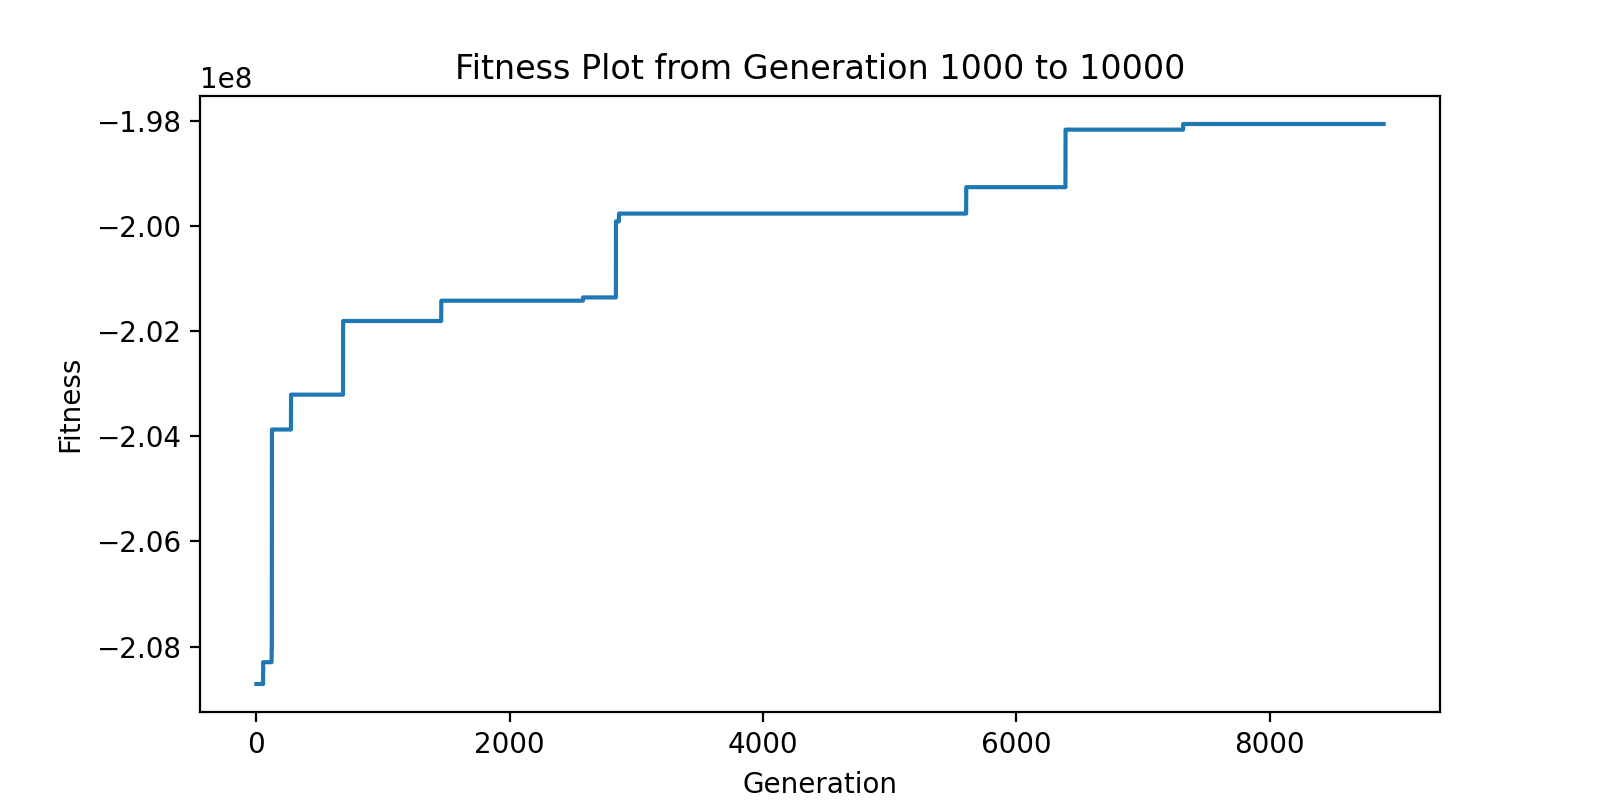 Fitness Plot from Generation 1000 to 10000
1e8
−1.98
−2.00
−2.02
−2.04
−2.06
−2.08
Fitness
0 2000 4000 6000 8000
Generation